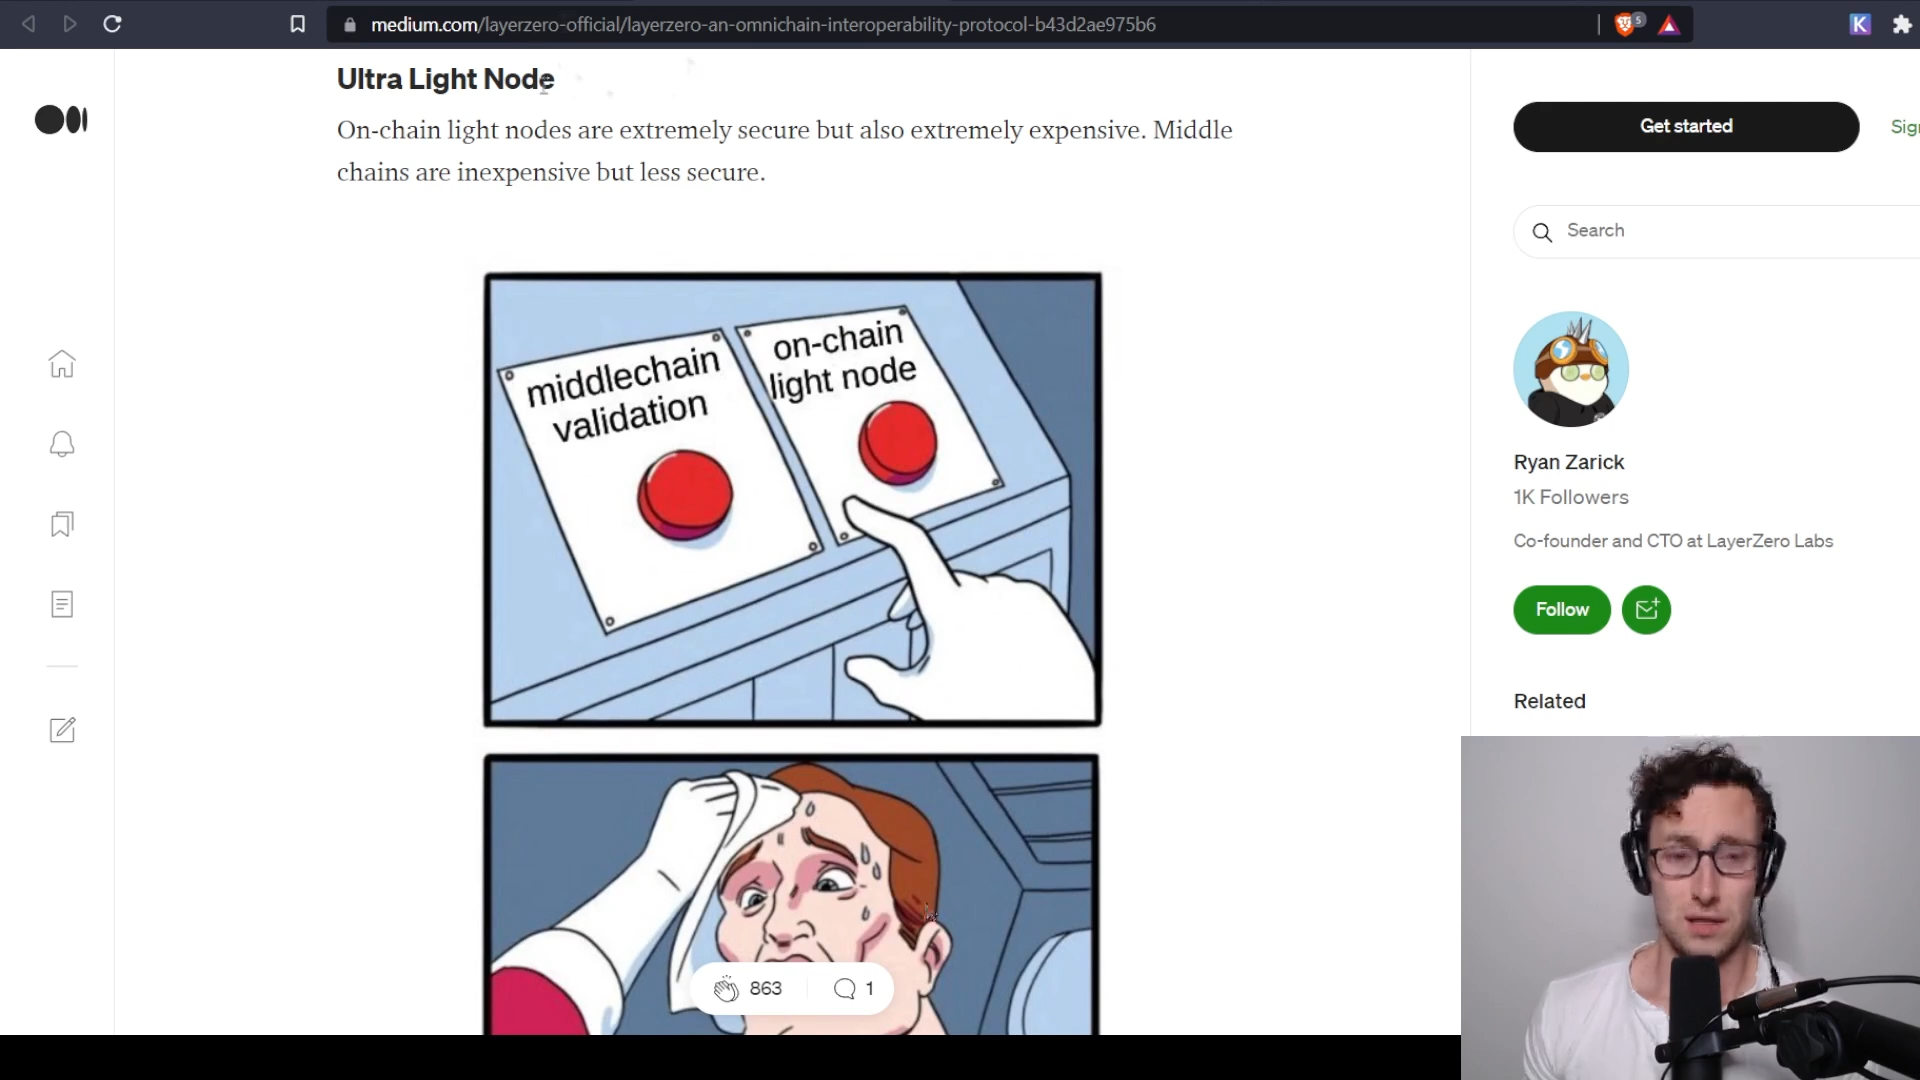 medium.com/layerzero-official/layerzero-an-omnichain-interoperability-protocol-b43d2ae975b6
5
K
Ultra Light Node
On-chain light nodes are extremely secure but also extremely expensive. Middle
chains are inexpensive but less secure.
middlechain
validation
on-chain
light node
863
1
Get started
Sig
Search
Ryan Zarick
1K Followers
Co-founder and CTO at LayerZero Labs
Follow
Related